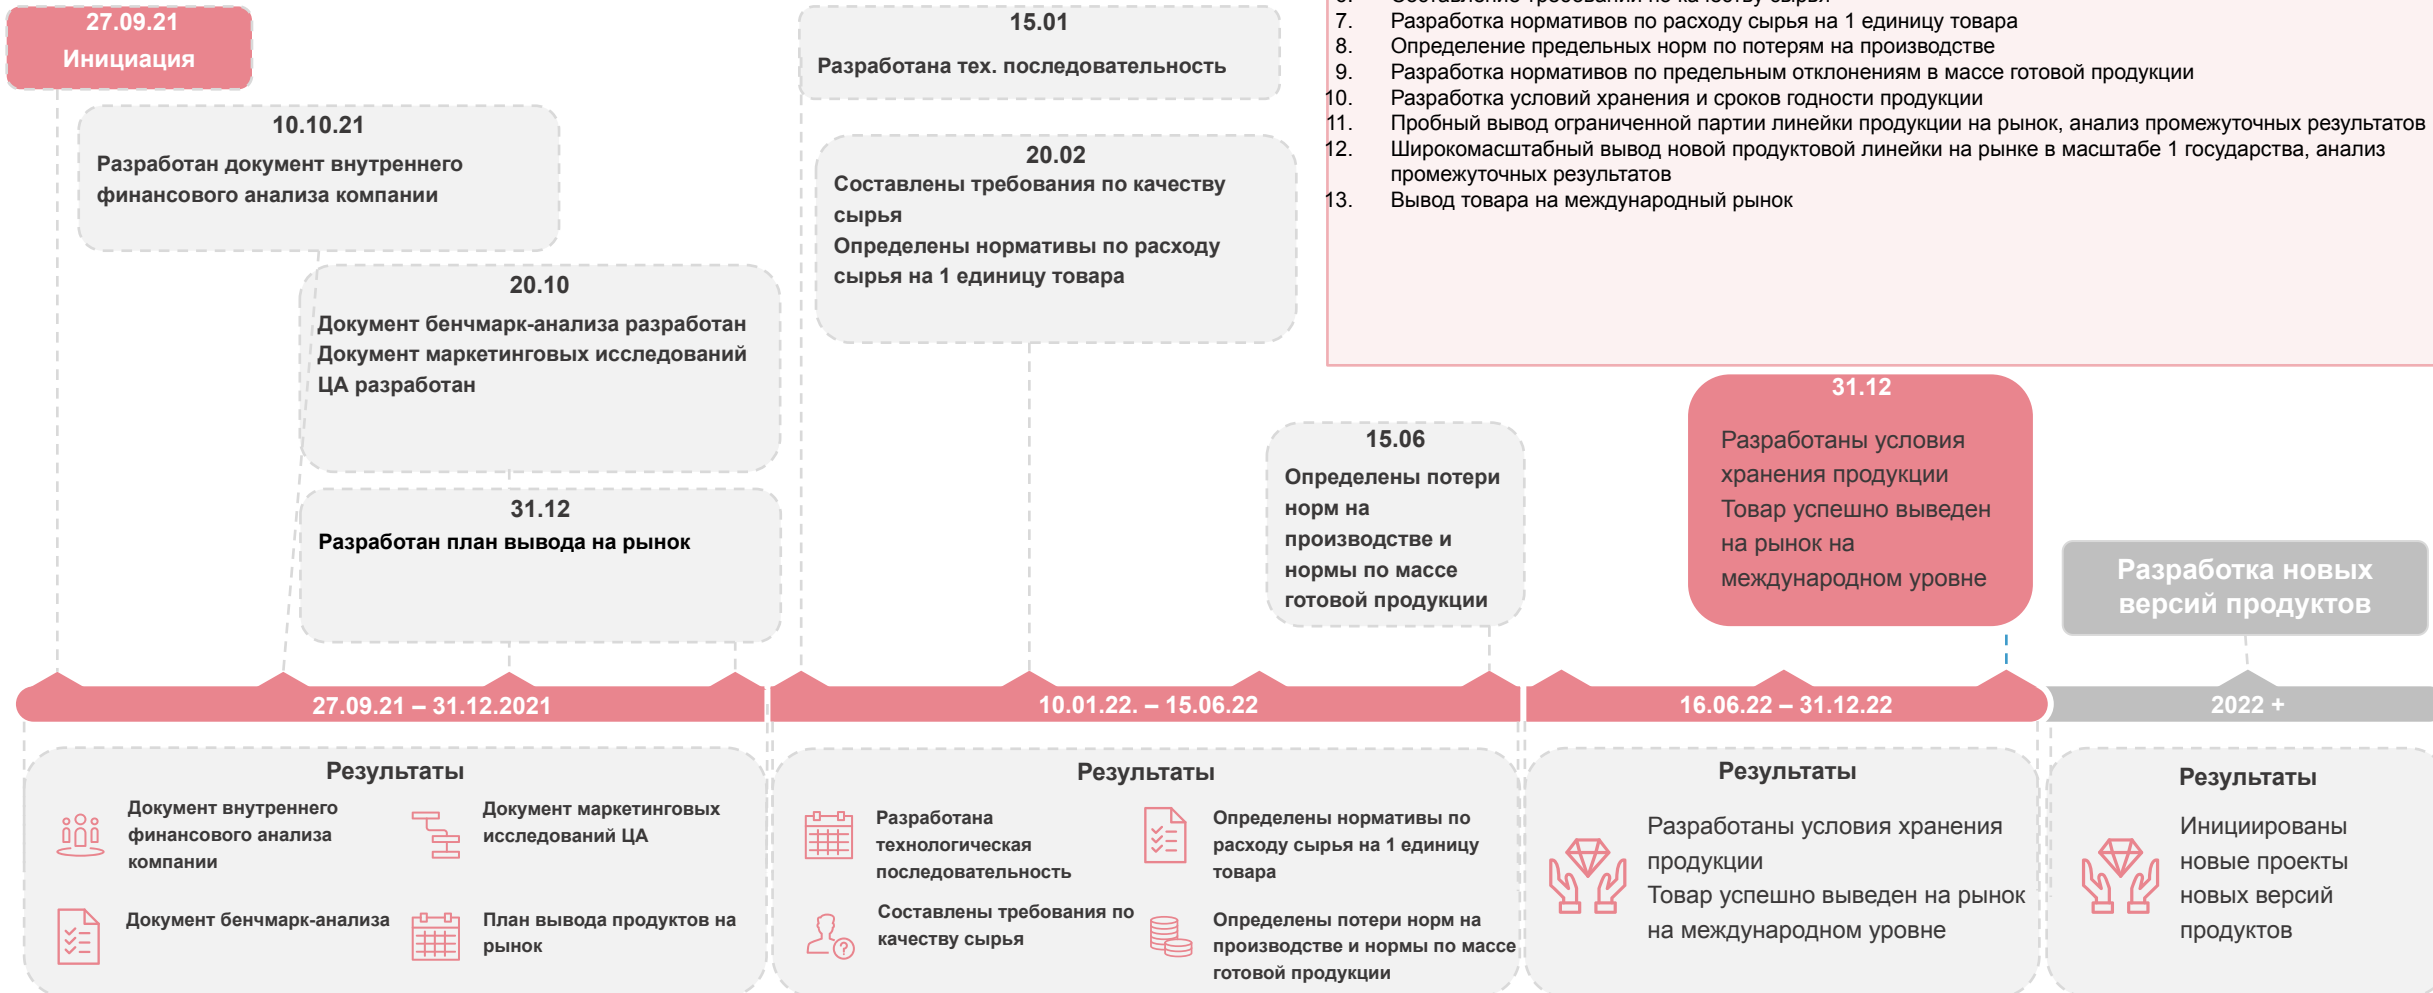 27.09.21
Инициация
10.10.21
Разработан документ внутреннего
финансового анализа компании
20.10
Документ бенчмарк-анализа разработан
Документ маркетинговых исследований
ЦА разработан
31.12
Разработан план вывода на рынок
15.01
Разработана тех. последовательность
20.02
Составлены требования по качеству
сырья
Определены нормативы по расходу
сырья на 1 единицу товара
7. Разработка нормативов по расходу сырья на 1 единицу товара
8. Определение предельных норм по потерям на производстве
9. Разработка нормативов по предельным отклонениям в массе готовой продукции
10. Разработка условий хранения и сроков годности продукции
11. Пробный вывод ограниченной партии линейки продукции на рынок, анализ промежуточных результатов
12. Широкомасштабный вывод новой продуктовой линейки на рынке в масштабе 1 государства, анализ
промежуточных результатов
13. Вывод товара на международный рынок
15.06
Определены потери
норм на
производстве и
нормы по массе
готовой продукции
31.12
Разработаны условия
хранения продукции
Товар успешно выведен
на рынок на
международном уровне
Разработка новых
версий продуктов
27.09.21 – 31.12.2021
10.01.22. – 15.06.22
16.06.22 – 31.12.22
2022 +
Результаты
Документ внутреннего
финансового анализа
компании
Документ маркетинговых
исследований ЦА
Документ бенчмарк-анализа
План вывода продуктов на
рынок
Результаты
Разработана
технологическая
последовательность
Определены нормативы по
расходу сырья на 1 единицу
товара
Составлены требования по
качеству сырья
Определены потери норм на
производстве и нормы по массе
готовой продукции
Результаты
Разработаны условия хранения
продукции
Товар успешно выведен на рынок
на международном уровне
Результаты
Инициированы
новые проекты
новых версий
продуктов